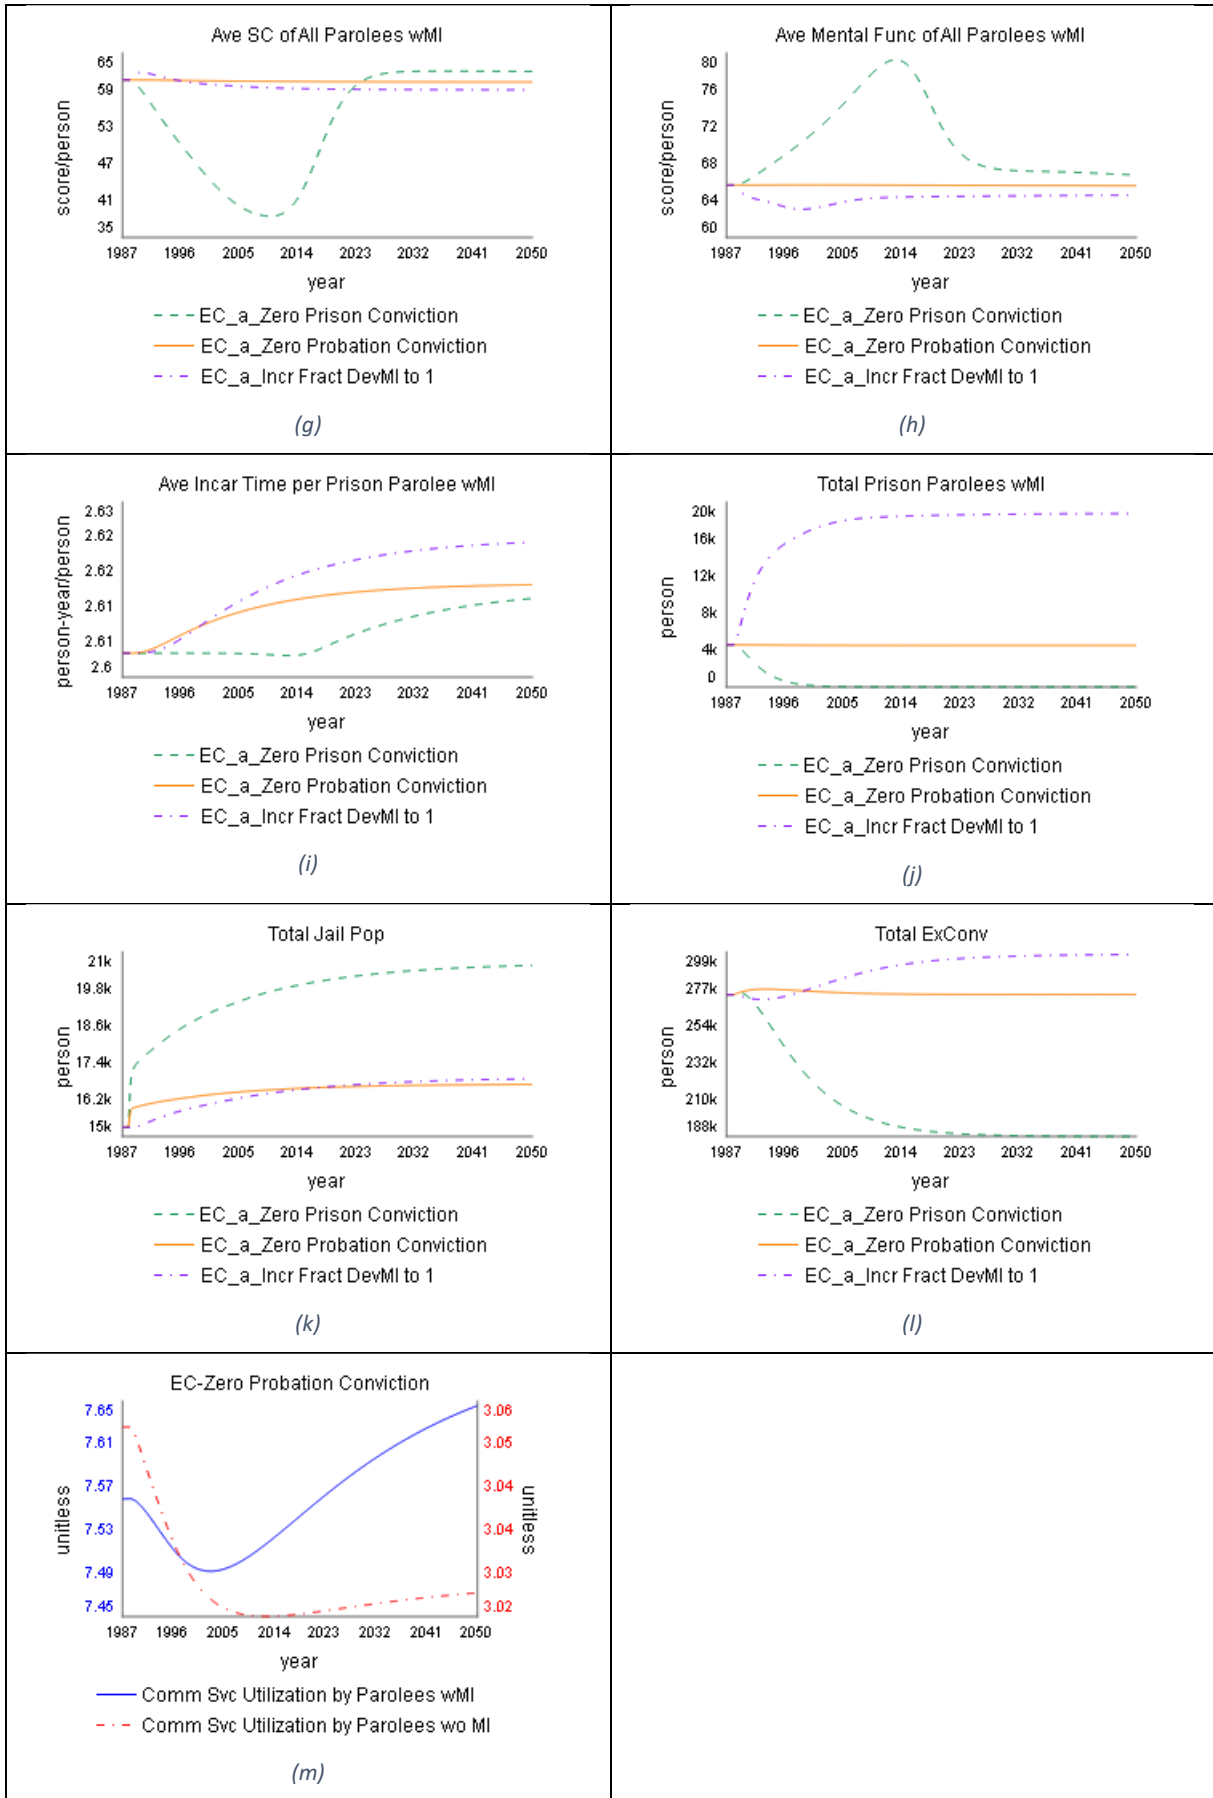 Ave SC of All Parolees wMI
65
59
53
47
41
35
score/person
1987 1996 2005 2014 2023 2032 2041 2050
year
EC_a_Zero Prison Conviction
EC_a_Zero Probation Conviction
EC_a_Incr Fract DevMI to 1
(g)
Ave Mental Func of All Parolees wMI
80
76
72
68
64
60
score/person
1987 1996 2005 2014 2023 2032 2041 2050
year
EC_a_Zero Prison Conviction
EC_a_Zero Probation Conviction
EC_a_Incr Fract DevMI to 1
(h)
Ave Incar Time per Prison Parolee wMI
2.63
2.62
2.62
2.61
2.61
2.6
person-year/person
1987 1996 2005 2014 2023 2032 2041 2050
year
EC_a_Zero Prison Conviction
EC_a_Zero Probation Conviction
EC_a_Incr Fract DevMI to 1
(i)
Total Prison Parolees wMI
20k
16k
12k
8k
4k
0
person
1987 1996 2005 2014 2023 2032 2041 2050
year
EC_a_Zero Prison Conviction
EC_a_Zero Probation Conviction
EC_a_Incr Fract DevMI to 1
(j)
Total Jail Pop
21k
19.8k
18.6k
17.4k
16.2k
15k
person
1987 1996 2005 2014 2023 2032 2041 2050
year
EC_a_Zero Prison Conviction
EC_a_Zero Probation Conviction
EC_a_Incr Fract DevMI to 1
(k)
Total ExConv
299k
277k
254k
232k
210k
188k
person
1987 1996 2005 2014 2023 2032 2041 2050
year
EC_a_Zero Prison Conviction
EC_a_Zero Probation Conviction
EC_a_Incr Fract DevMI to 1
(l)
EC-Zero Probation Conviction
7.65
7.61
7.57
7.53
7.49
7.45
unitless
3.06
3.05
3.04
3.04
3.03
3.02
unitless
1987 1996 2005 2014 2023 2032 2041 2050
year
Comm Svc Utilization by Parolees wMI
Comm Svc Utilization by Parolees wo MI
(m)